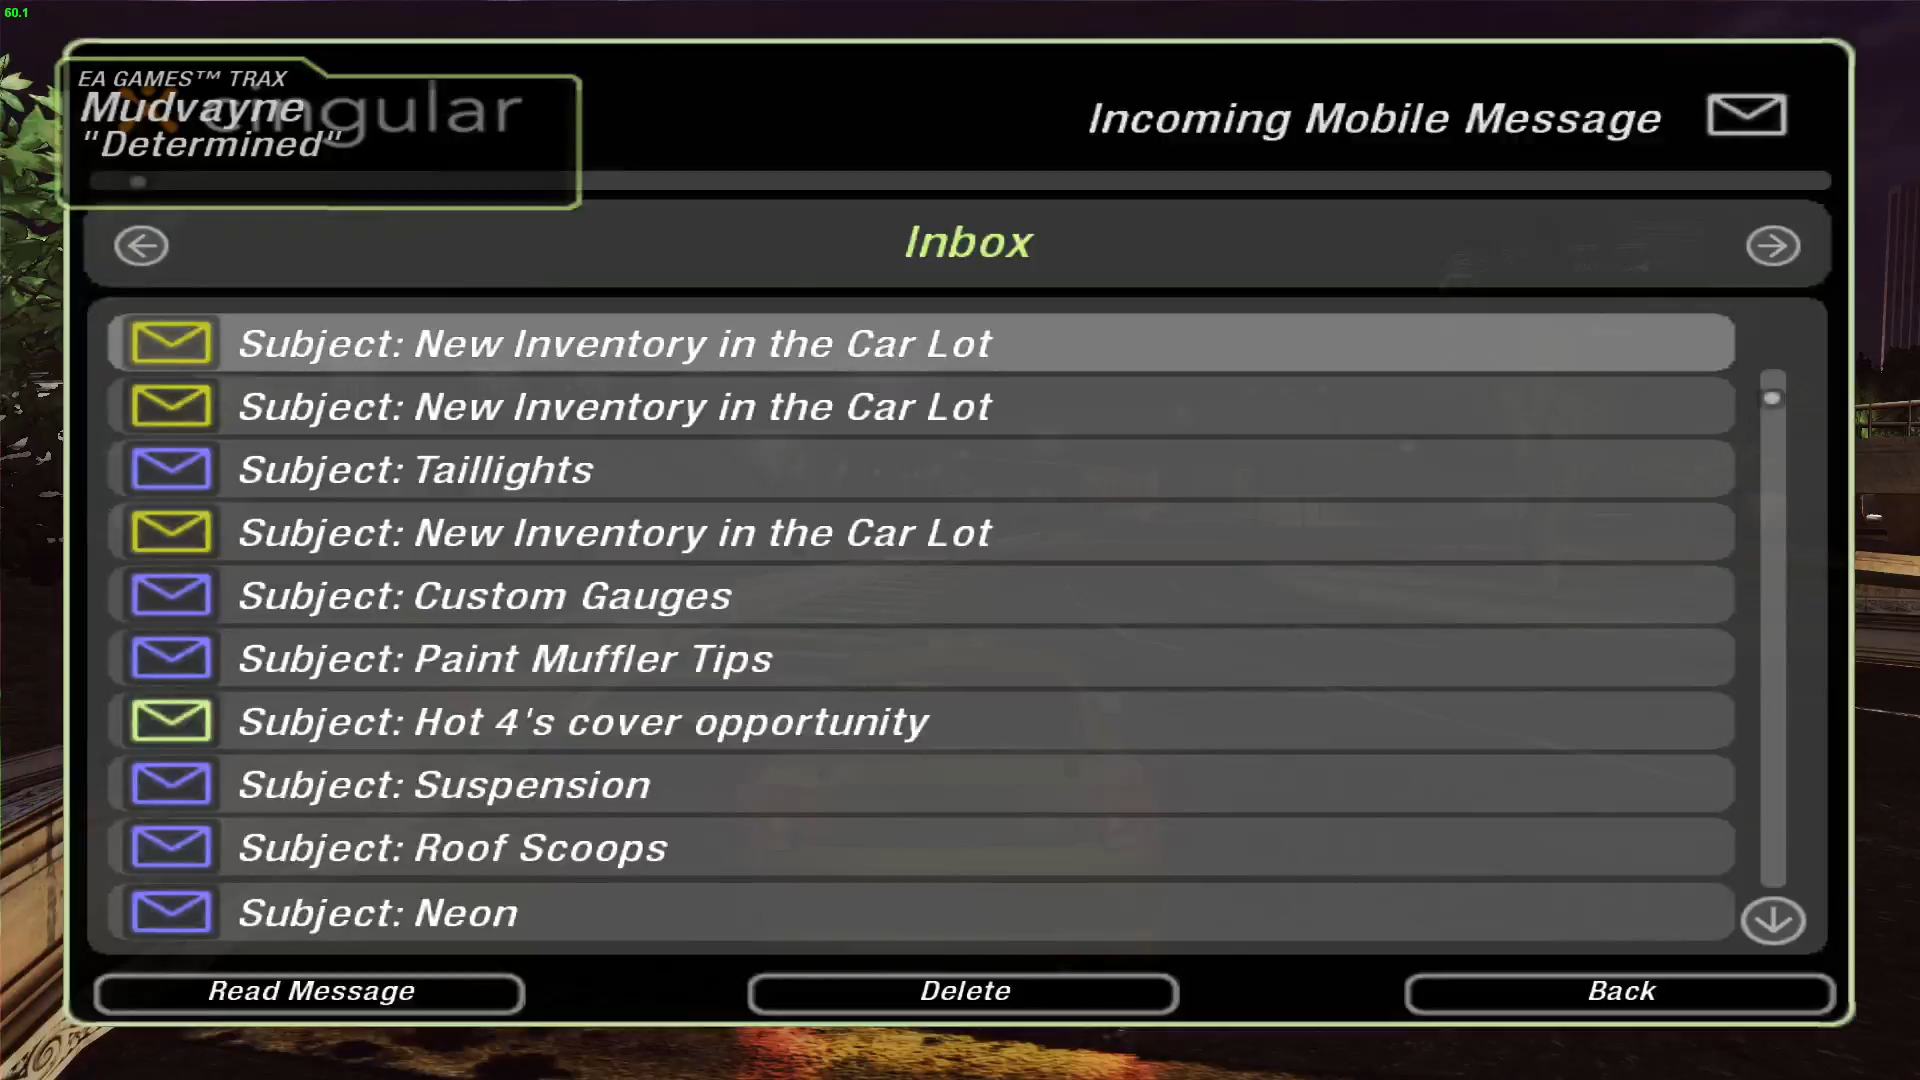 60.1
EA GAMES™ TRAX
Mudvayne
"Determined"
cingular
Incoming Mobile Message
Inbox
Subject: New Inventory in the Car Lot
Subject: New Inventory in the Car Lot
Subject: Taillights
Subject: New Inventory in the Car Lot
Subject: Custom Gauges
Subject: Paint Muffler Tips
Subject: Hot 4's cover opportunity
Subject: Suspension
Subject: Roof Scoops
Subject: Neon
Read Message
Delete
Back